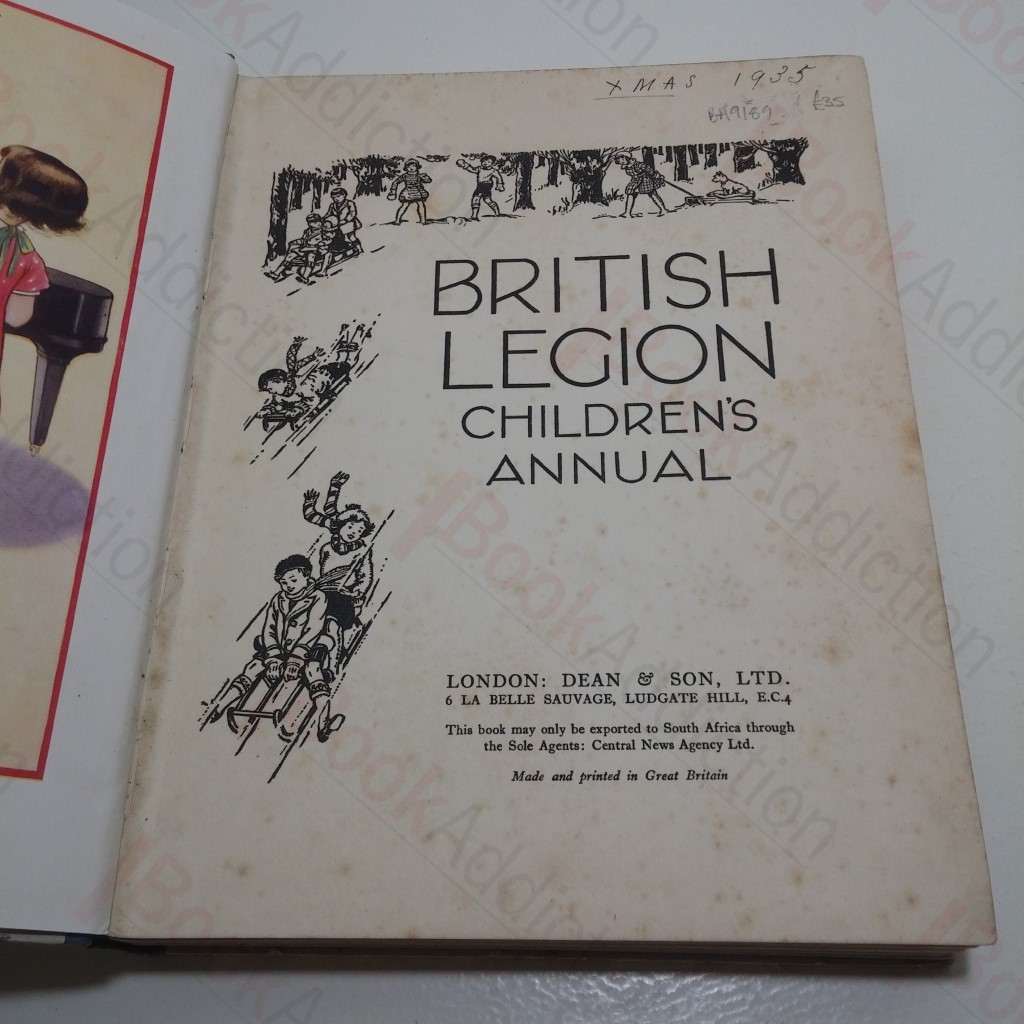 XMAS 1935
BA9189 £35
BRITISH
LEGION
CHILDREN'S
ANNUAL
LONDON: DEAN & SON, LTD.
6 LA BELLE SAUVAGE, LUDGATE HILL, E.C.4
This book may only be exported to South Africa through
the Sole Agents: Central News Agency Ltd.
Made and printed in Great Britain
BookAddiction